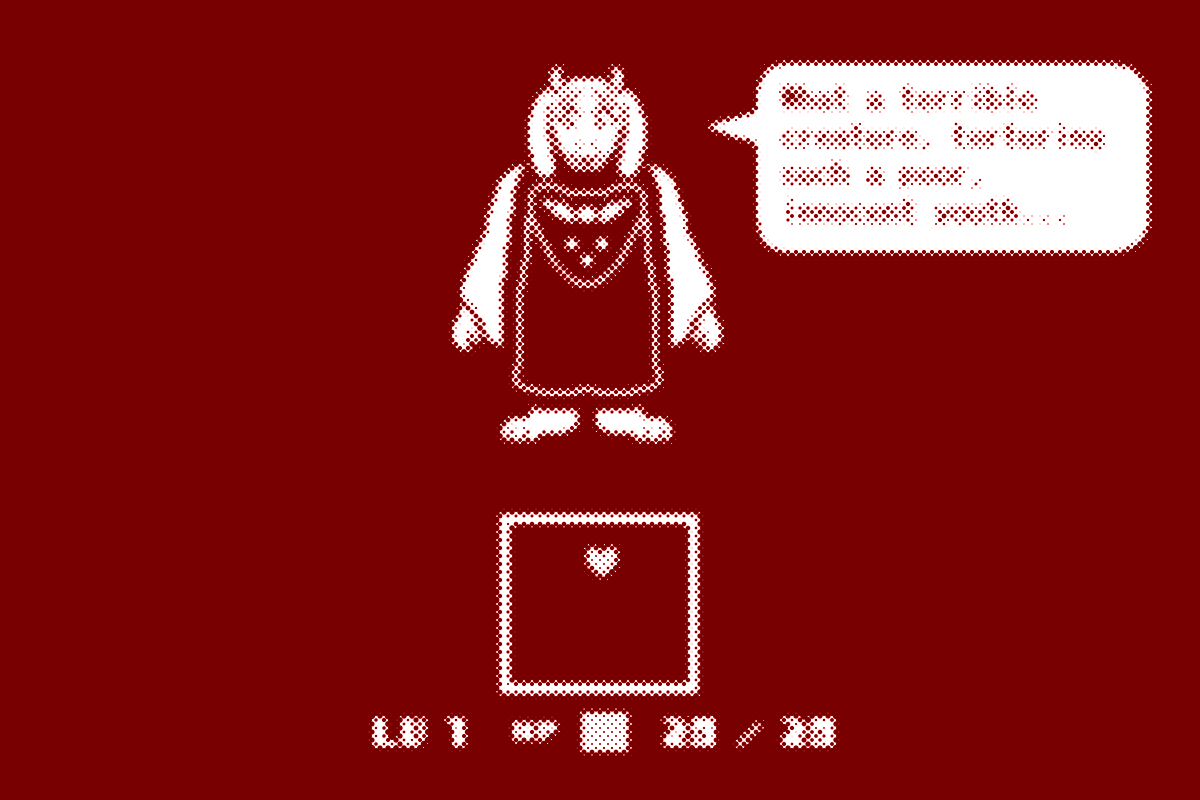 What a terrible
creature, torturing
such a poor,
innocent youth...
LV 1 HP 20 / 20